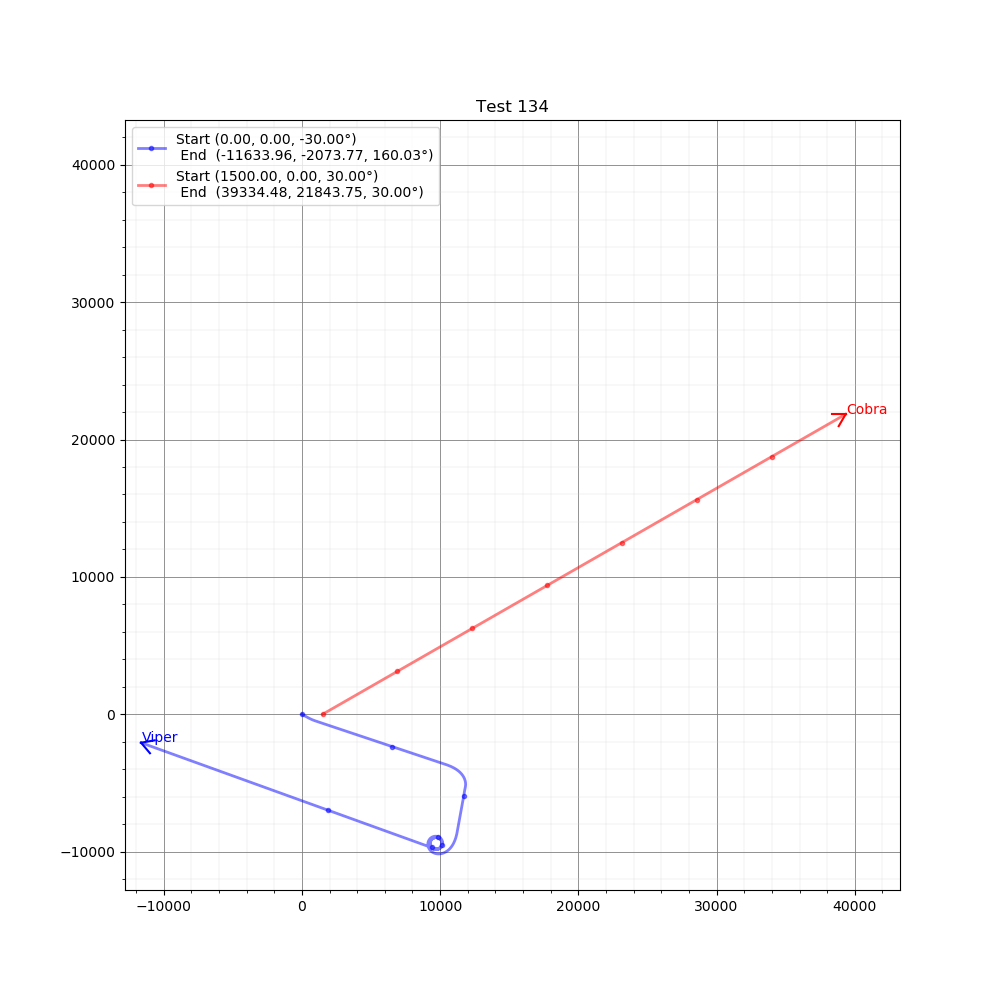 Test 134
Start (0.00, 0.00, -30.00°)
End  (-11633.96, -2073.77, 160.03°)
Start (1500.00, 0.00, 30.00°)
End  (39334.48, 21843.75, 30.00°)
40000
30000
20000
10000
0
−10000
Cobra
Viper
−10000 0 10000 20000 30000 40000